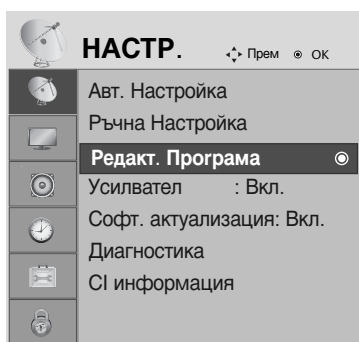 НАСТР. Прем OK
Авт. Настройка
Ръчна Настройка
Редакт. Програма
Усилвател : Вкл.
Софт. актуализация: Вкл.
Диагностика
CI информация